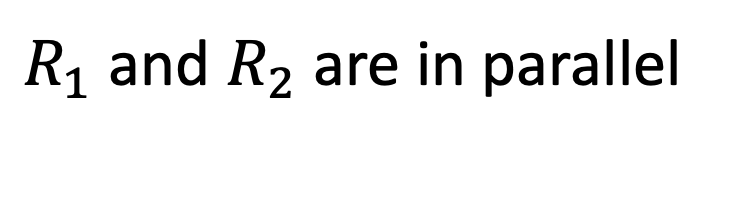 R₁ and R₂ are in parallel